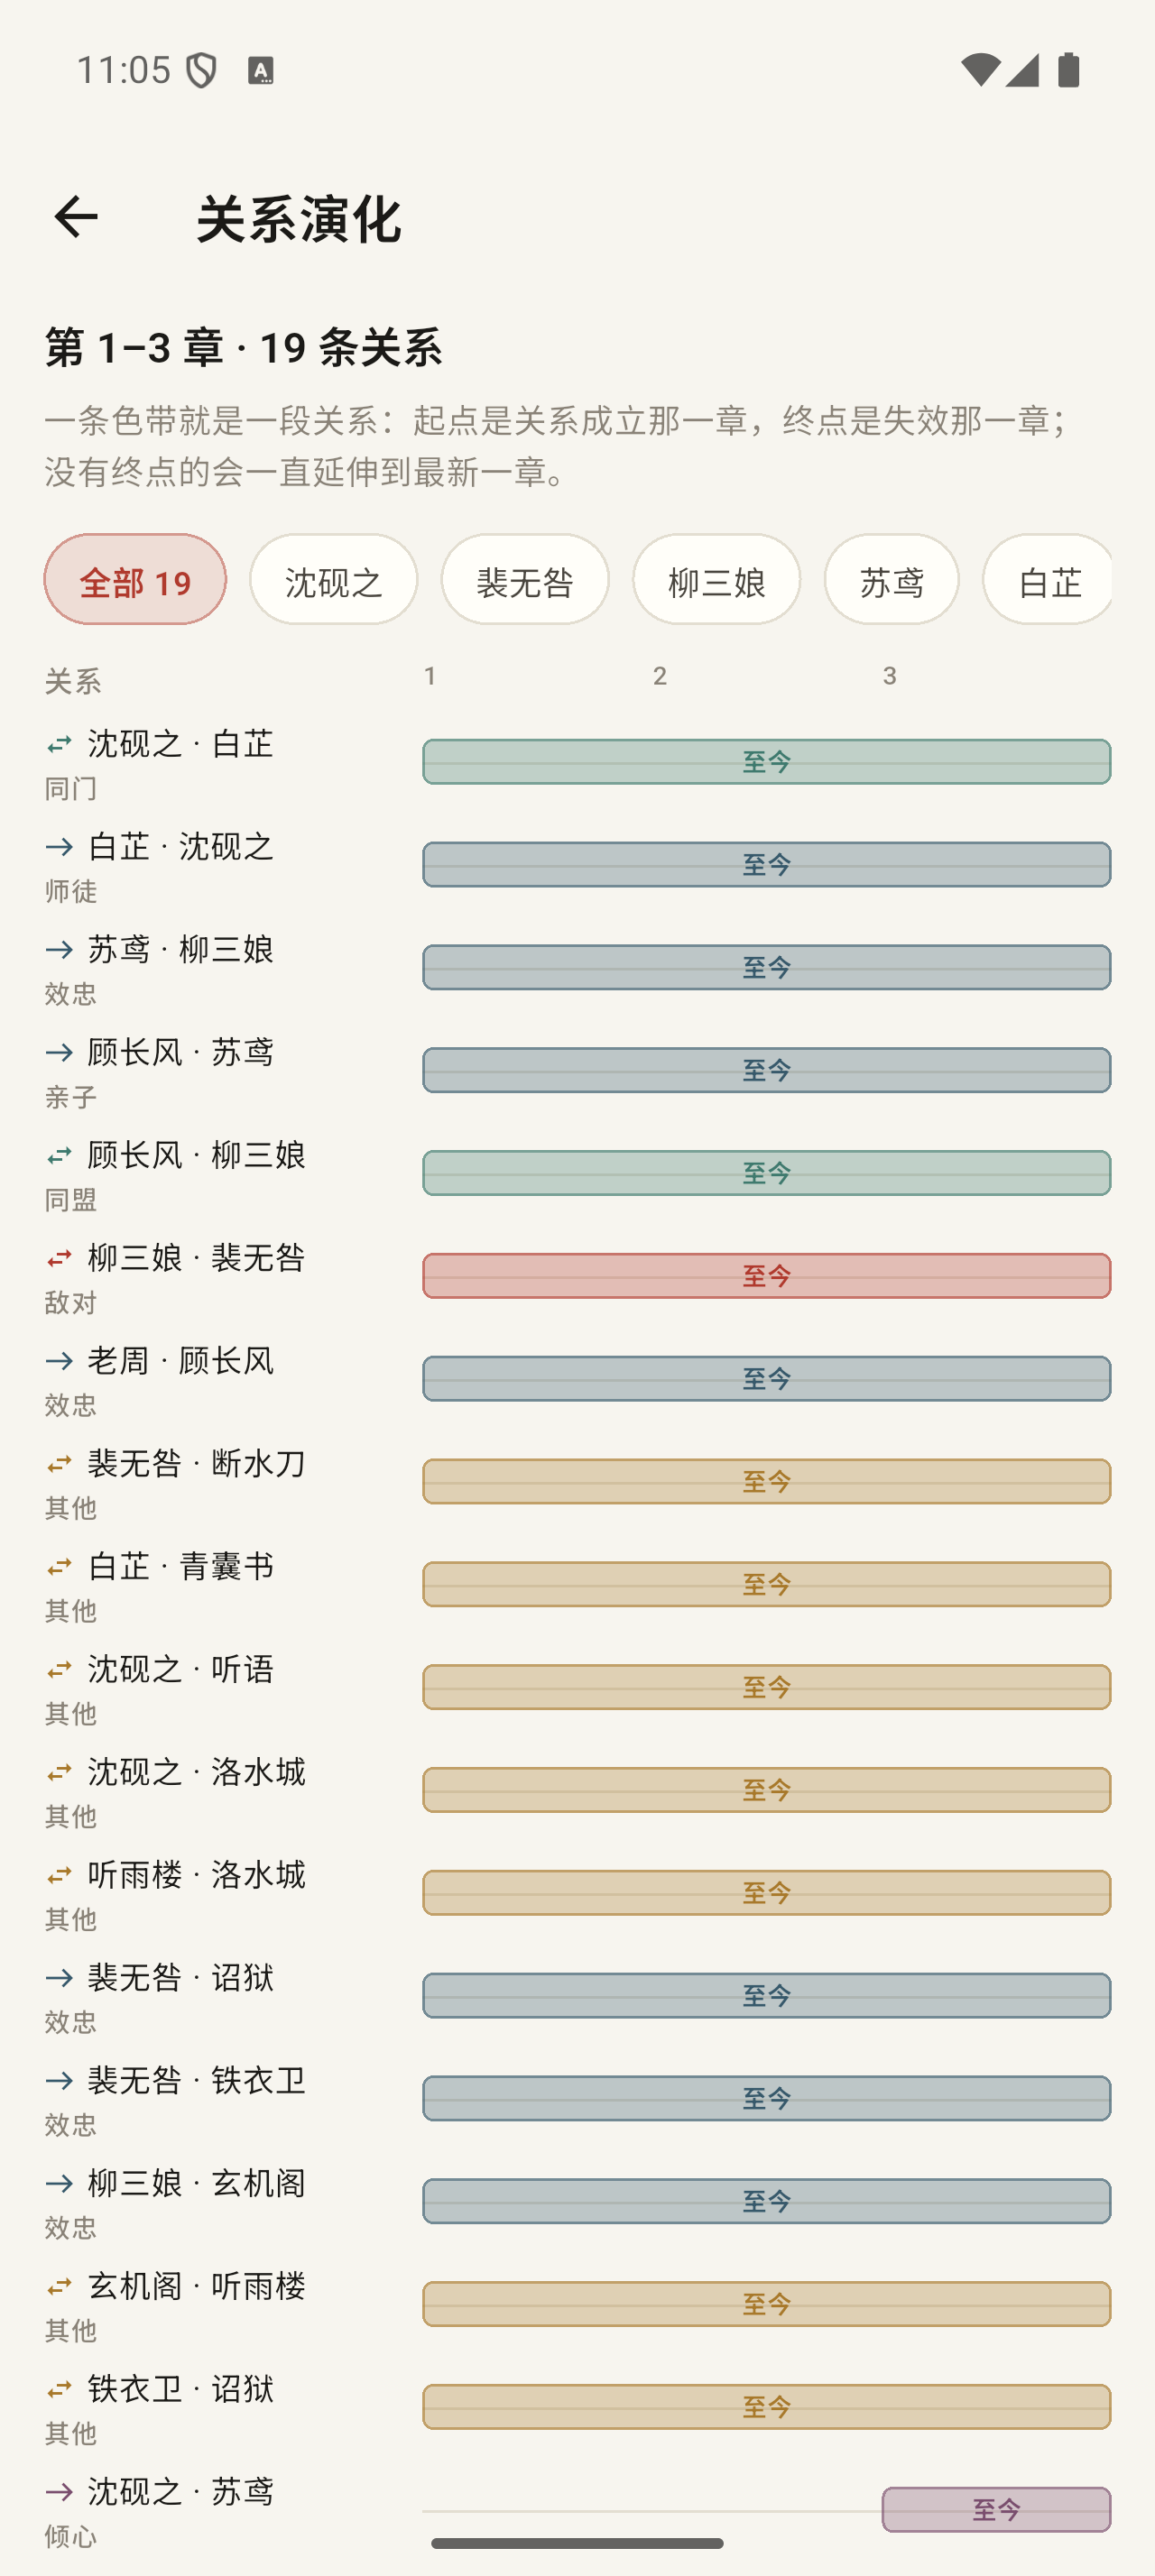 11:05
关系演化
第 1–3 章 · 19 条关系
一条色带就是一段关系：起点是关系成立那一章，终点是失效那一章；
没有终点的会一直延伸到最新一章。
全部 19 沈砚之 裴无咎 柳三娘 苏鸢 白芷
关系 1 2 3
沈砚之 · 白芷
同门
至今
白芷 · 沈砚之
师徒
至今
苏鸢 · 柳三娘
效忠
至今
顾长风 · 苏鸢
亲子
至今
顾长风 · 柳三娘
同盟
至今
柳三娘 · 裴无咎
敌对
至今
老周 · 顾长风
效忠
至今
裴无咎 · 断水刀
其他
至今
白芷 · 青囊书
其他
至今
沈砚之 · 听语
其他
至今
沈砚之 · 洛水城
其他
至今
听雨楼 · 洛水城
其他
至今
裴无咎 · 诏狱
效忠
至今
裴无咎 · 铁衣卫
效忠
至今
柳三娘 · 玄机阁
效忠
至今
玄机阁 · 听雨楼
其他
至今
铁衣卫 · 诏狱
其他
至今
沈砚之 · 苏鸢
倾心
至今